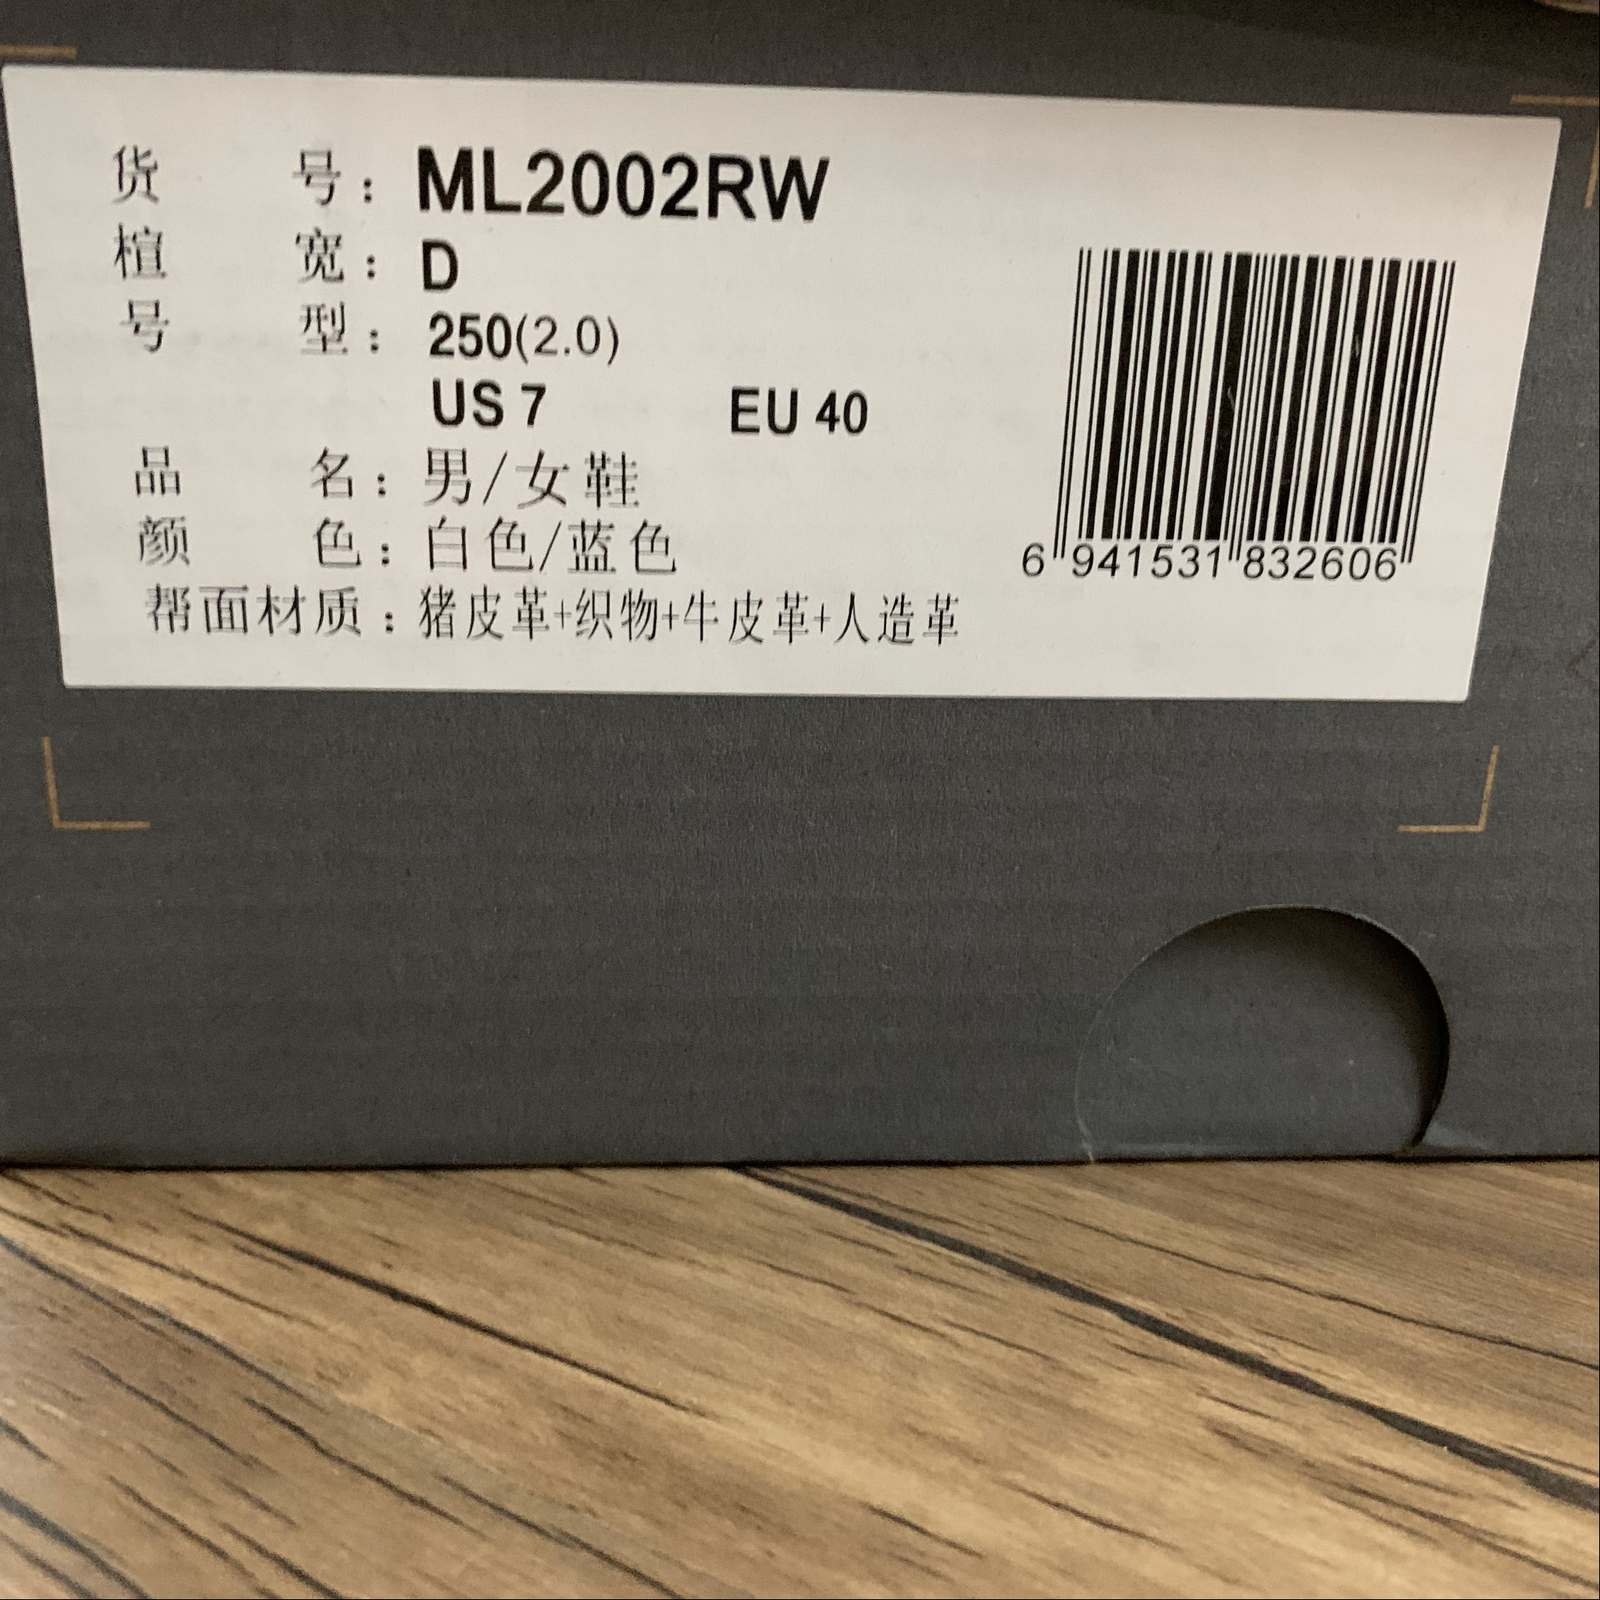 货 号：ML2002RW
楦 宽：D
号 型：250(2.0)
US 7 EU 40
品 名：男/女鞋
颜 色：白色/蓝色
帮面材质：猪皮革+织物+牛皮革+人造革
6 941531 832606